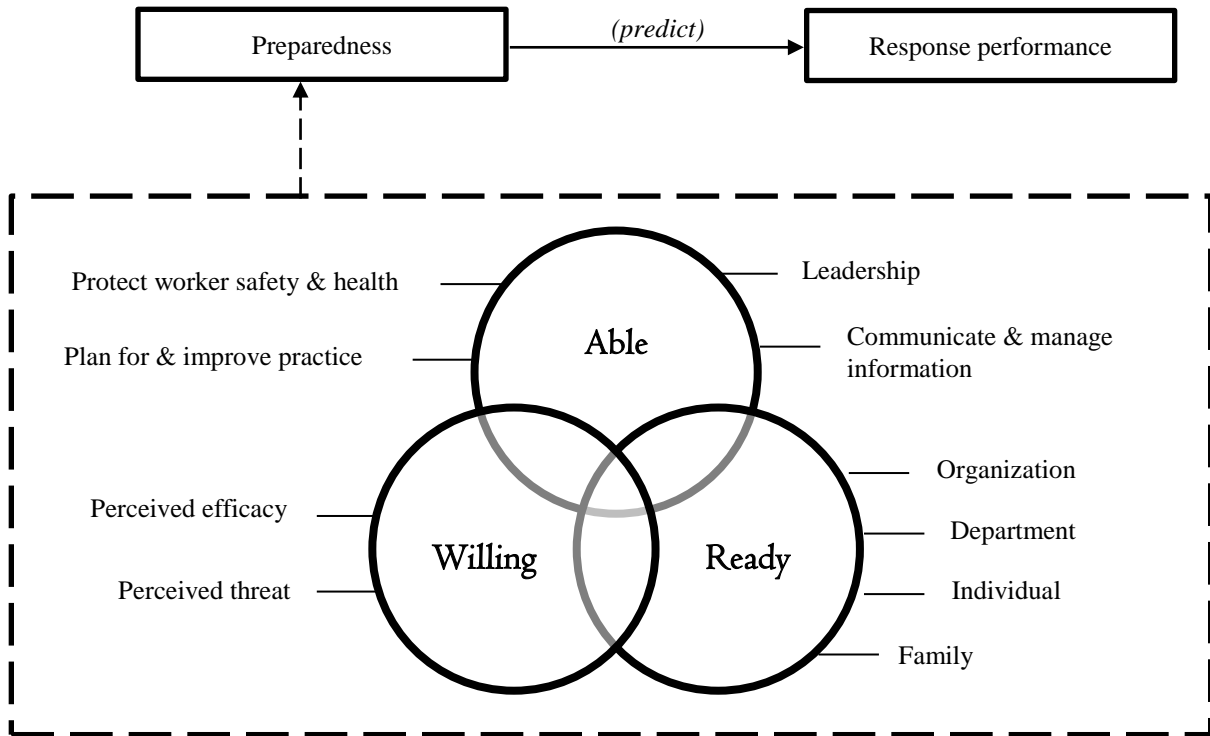 Preparedness
(predict)
Response performance
Protect worker safety & health
Leadership
Plan for & improve practice
Able
Communicate & manage
information
Perceived efficacy
Organization
Willing
Ready
Department
Perceived threat
Individual
Family